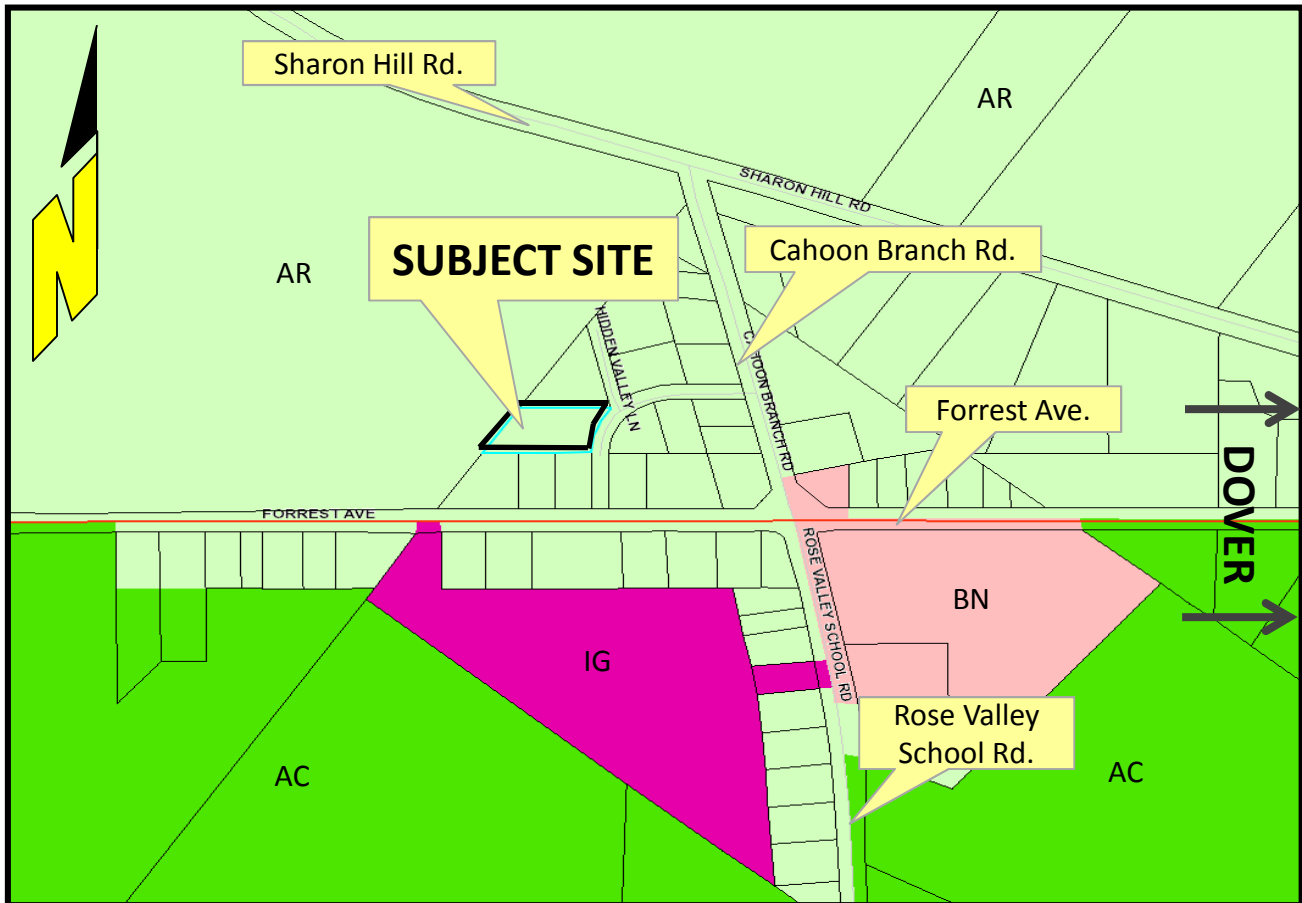 Sharon Hill Rd.
AR
N
SHARON HILL RD
SUBJECT SITE
Cahoon Branch Rd.
AR
HIDDEN VALLEY LN
CAHOON BRANCH RD
Forrest Ave.
DOVER
FORREST AVE
ROSE VALLEY SCHOOL RD
BN
IG
Rose Valley
School Rd.
AC
AC